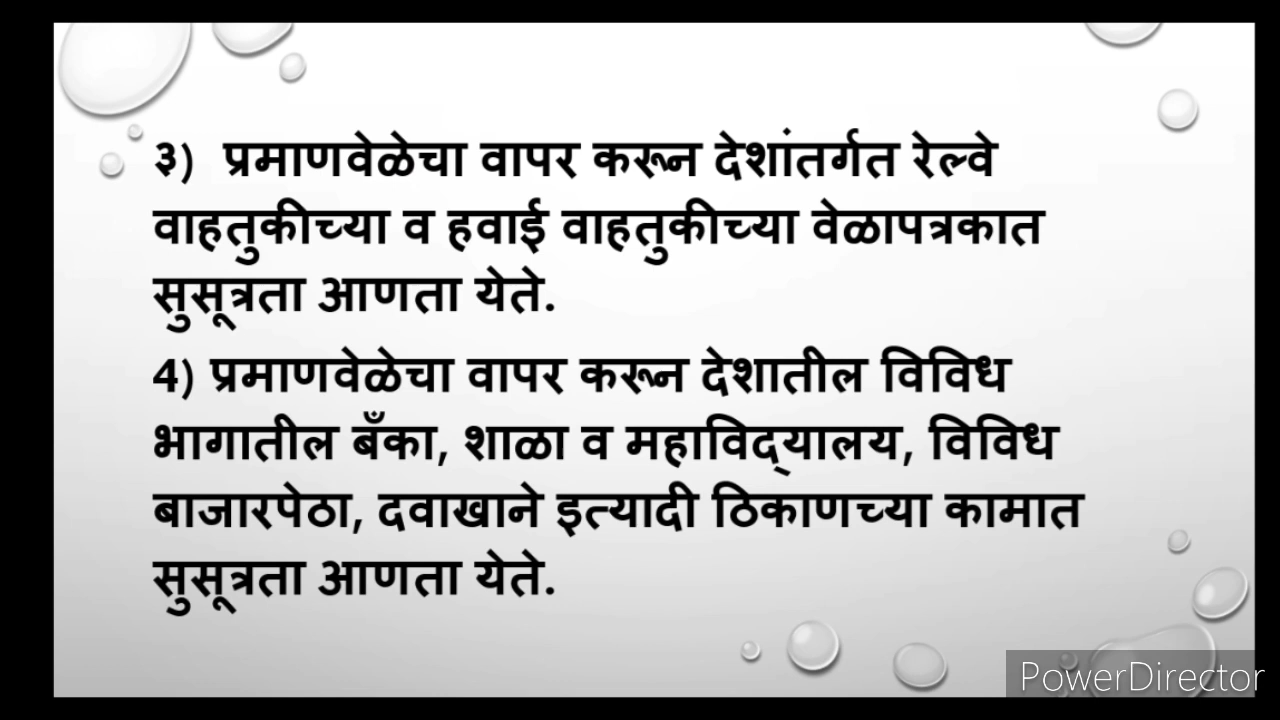 ३) प्रमाणवेळेचा वापर करून देशांतर्गत रेल्वे
वाहतुकीच्या व हवाई वाहतुकीच्या वेळापत्रकात
सुसूत्रता आणता येते.
4) प्रमाणवेळेचा वापर करून देशातील विविध
भागातील बँका, शाळा व महाविद्‌यालय, विविध
बाजारपेठा, दवाखाने इत्यादी ठिकाणच्या कामात
सुसूत्रता आणता येते.
PowerDirector